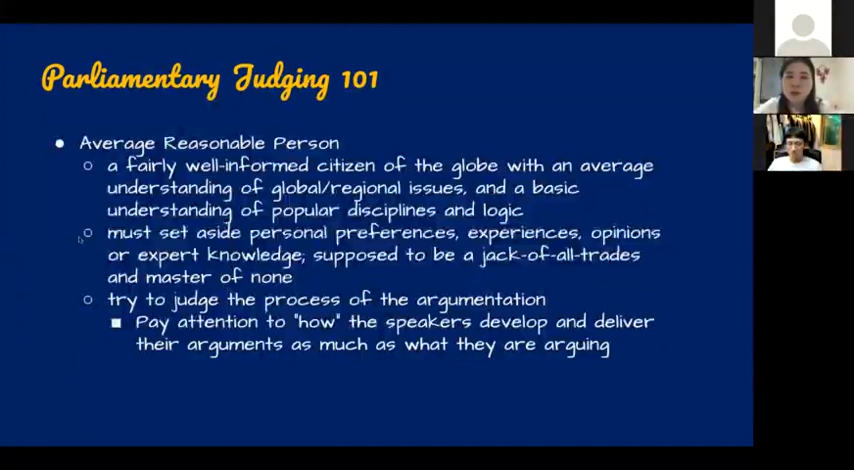 Parliamentary Judging 101
Average Reasonable Person
a fairly well-informed citizen of the globe with an average
understanding of global/regional issues, and a basic
understanding of popular disciplines and logic
must set aside personal preferences, experiences, opinions
or expert knowledge; supposed to be a jack-of-all-trades
and master of none
try to judge the process of the argumentation
Pay attention to "how" the speakers develop and deliver
their arguments as much as what they are arguing